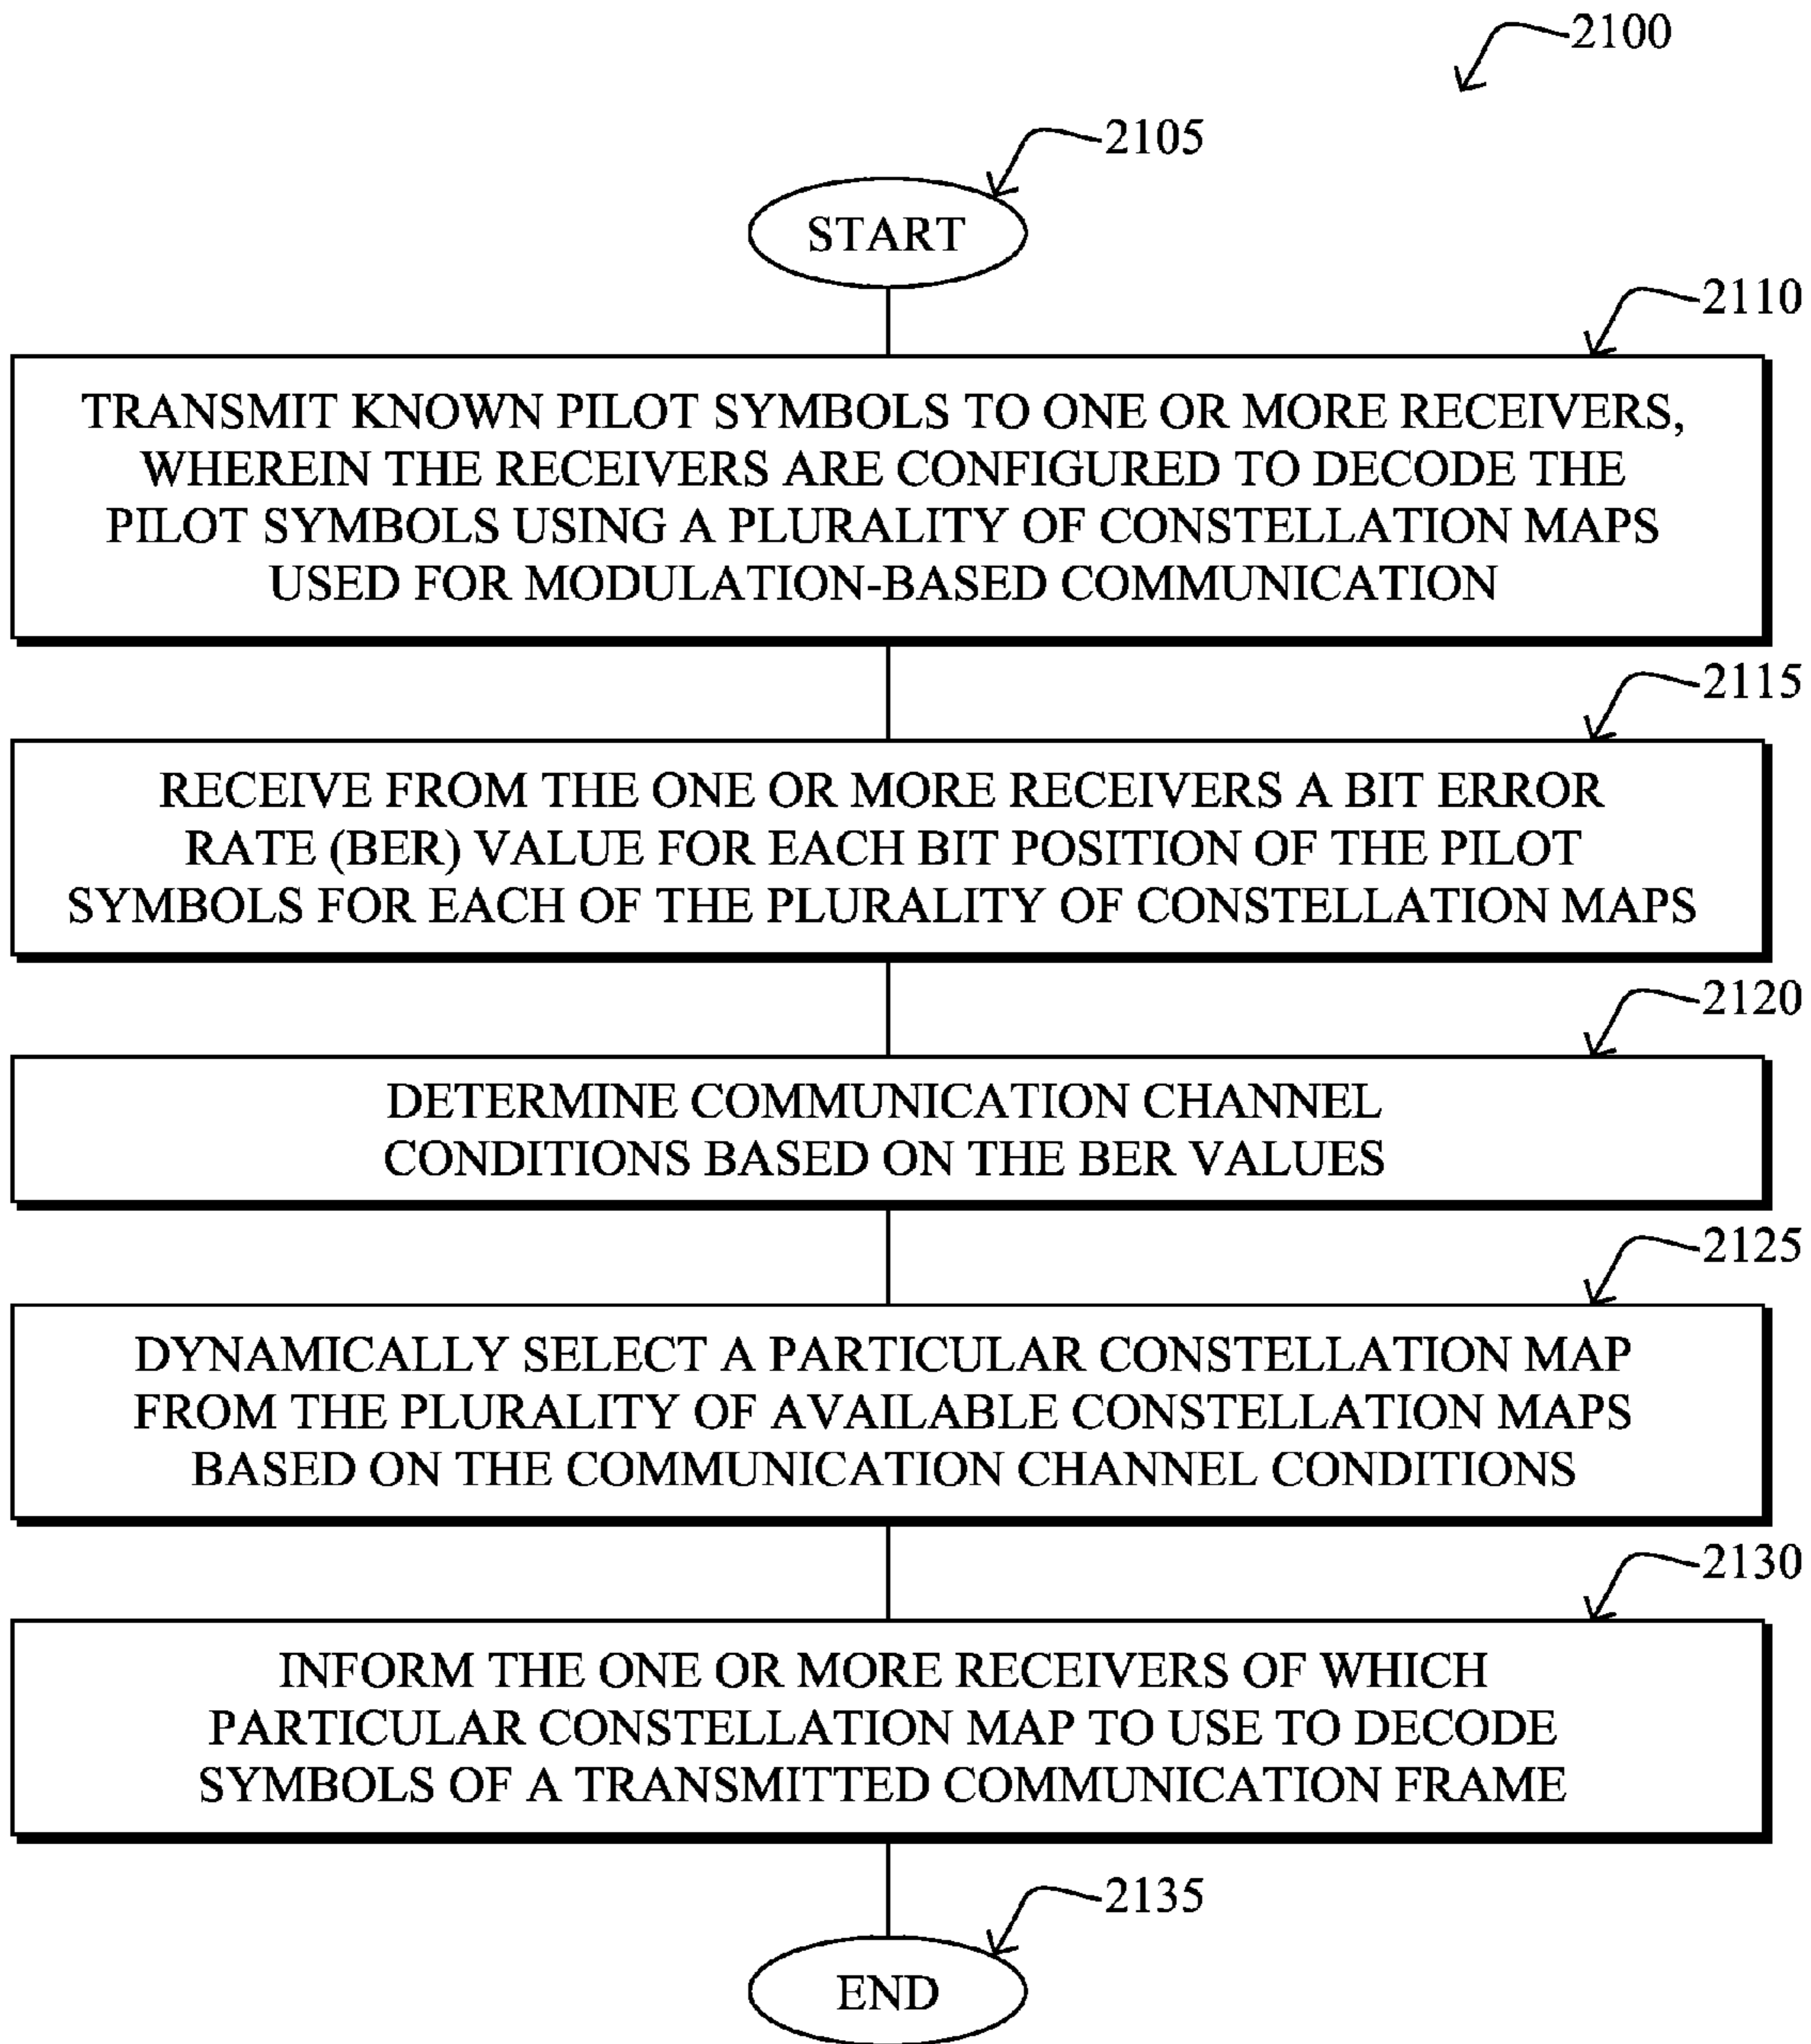 2100
2105
START
2110
TRANSMIT KNOWN PILOT SYMBOLS TO ONE OR MORE RECEIVERS,
WHEREIN THE RECEIVERS ARE CONFIGURED TO DECODE THE
PILOT SYMBOLS USING A PLURALITY OF CONSTELLATION MAPS
USED FOR MODULATION-BASED COMMUNICATION
2115
RECEIVE FROM THE ONE OR MORE RECEIVERS A BIT ERROR
RATE (BER) VALUE FOR EACH BIT POSITION OF THE PILOT
SYMBOLS FOR EACH OF THE PLURALITY OF CONSTELLATION MAPS
2120
DETERMINE COMMUNICATION CHANNEL
CONDITIONS BASED ON THE BER VALUES
2125
DYNAMICALLY SELECT A PARTICULAR CONSTELLATION MAP
FROM THE PLURALITY OF AVAILABLE CONSTELLATION MAPS
BASED ON THE COMMUNICATION CHANNEL CONDITIONS
2130
INFORM THE ONE OR MORE RECEIVERS OF WHICH
PARTICULAR CONSTELLATION MAP TO USE TO DECODE
SYMBOLS OF A TRANSMITTED COMMUNICATION FRAME
2135
END